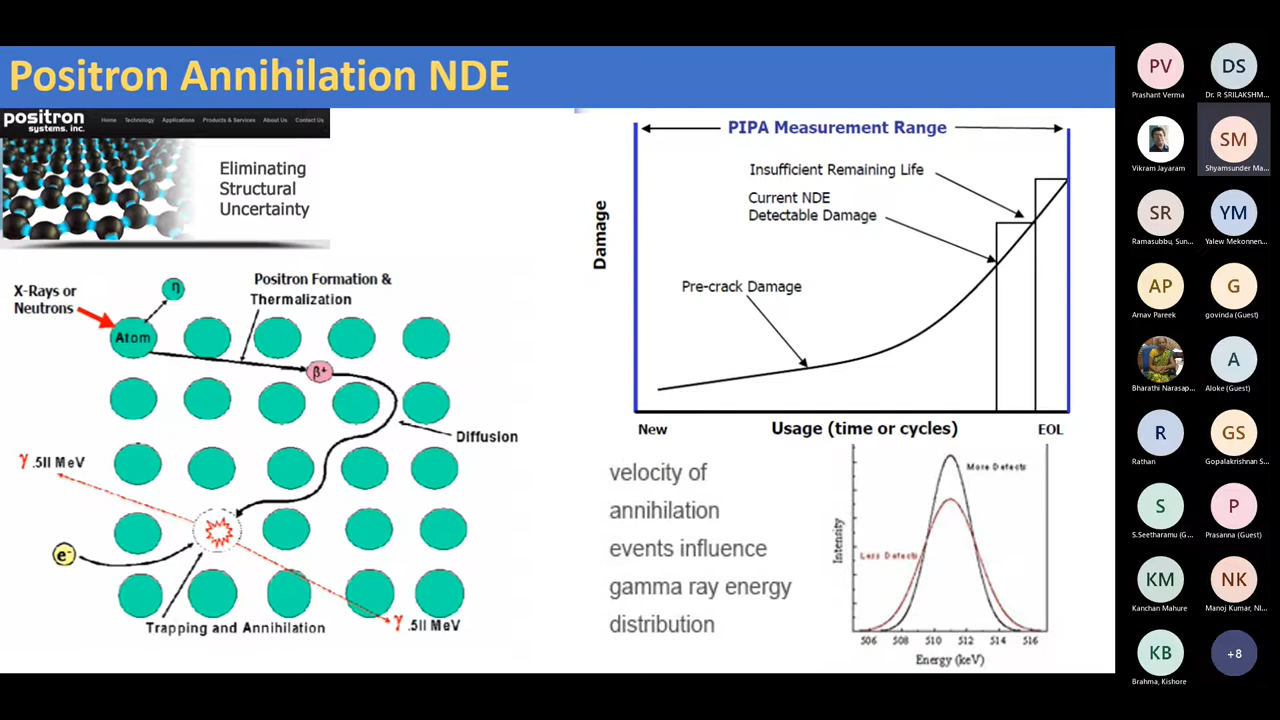 Positron Annihilation NDE
positron
systems, inc.
Home Technology Applications Products & Services About Us Contact Us
Eliminating
Structural
Uncertainty
X-Rays or
Neutrons
η
Positron Formation &
Thermalization
Atom
β+
Diffusion
γ .511 MeV
e-
γ .511 MeV
Trapping and Annihilation
PIPA Measurement Range
Insufficient Remaining Life
Current NDE
Detectable Damage
Pre-crack Damage
Damage
New
Usage (time or cycles)
EOL
velocity of
annihilation
events influence
gamma ray energy
distribution
More Defects
Less Defects
Intensity
506 508 510 512 514 516
Energy (keV)
PV
Prashant Verma
DS
Dr. R SRILAKSHM...
Vikram Jayaram
SM
Shyamsunder Ma...
SR
Ramasubbu, Sun...
YM
Yalew Mekonnen...
AP
Arnav Pareek
G
govinda (Guest)
Bharathi Narasap...
A
Aloke (Guest)
R
Rathan
GS
Gopalakrishnan S...
S
S.Seetharamu (G...
P
Prasanna (Guest)
KM
Kanchan Mahure
NK
Manoj Kumar, NI...
KB
Brahma, Kishore
+8